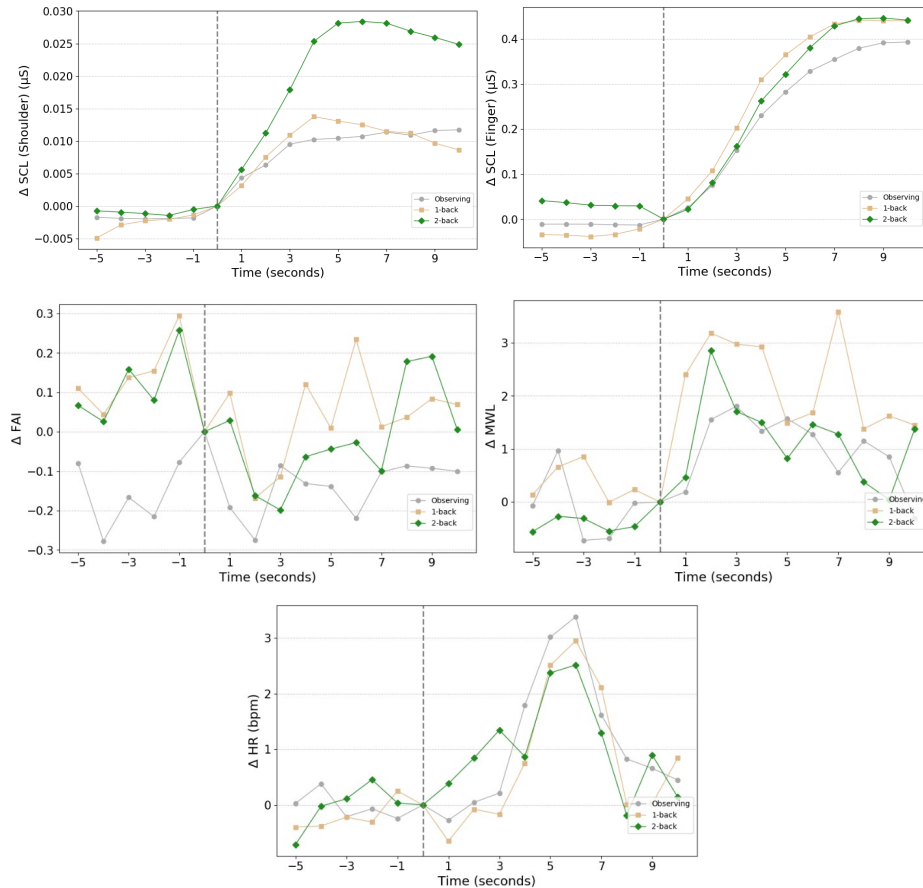 Δ SCL (Shoulder) (μS)
0.030
0.025
0.020
0.015
0.010
0.005
0.000
−0.005
−5 −3 −1 1 3 5 7 9
Time (seconds)
Observing
1-back
2-back
Δ SCL (Finger) (μS)
0.4
0.3
0.2
0.1
0.0
−5 −3 −1 1 3 5 7 9
Time (seconds)
Observing
1-back
2-back
Δ FAI
0.3
0.2
0.1
0.0
−0.1
−0.2
−0.3
−5 −3 −1 1 3 5 7 9
Time (seconds)
Observing
1-back
2-back
Δ MWL
3
2
1
0
−5 −3 −1 1 3 5 7 9
Time (seconds)
Observing
1-back
2-back
Δ HR (bpm)
3
2
1
0
−5 −3 −1 1 3 5 7 9
Time (seconds)
Observing
1-back
2-back